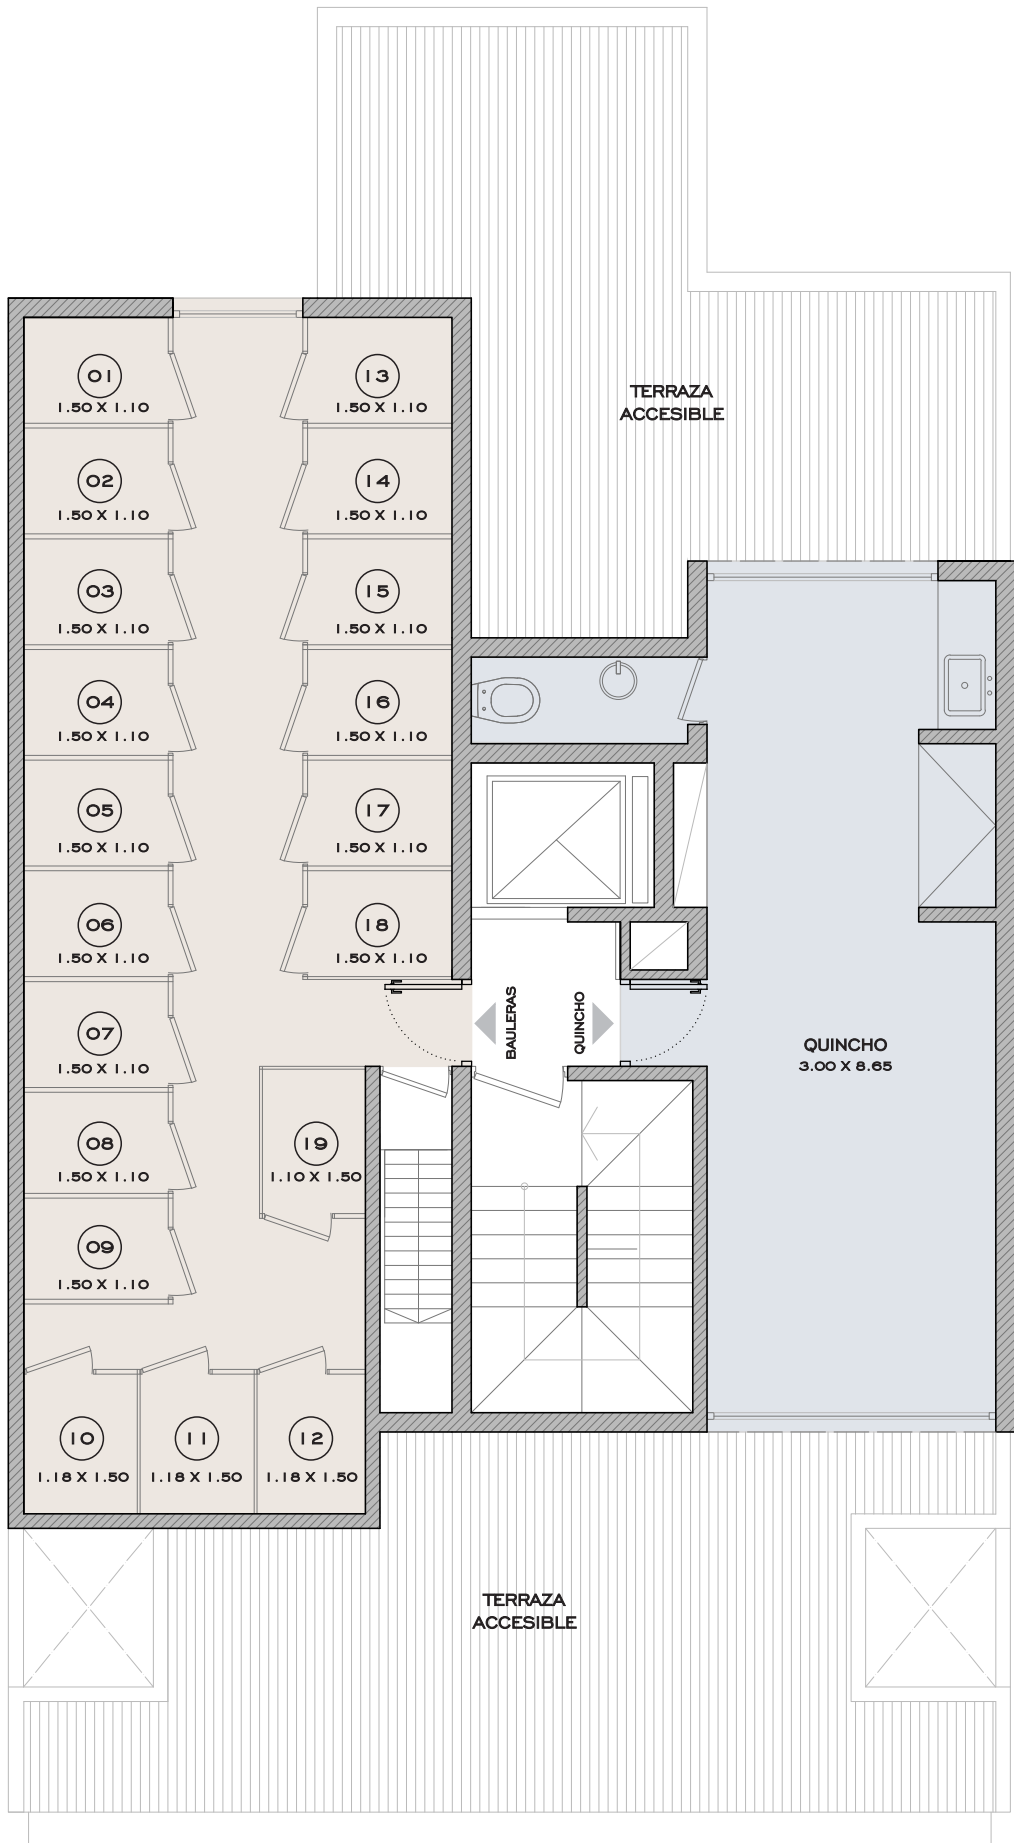 TERRAZA
ACCESIBLE
01
1.50 X 1.10
02
1.50 X 1.10
03
1.50 X 1.10
04
1.50 X 1.10
05
1.50 X 1.10
06
1.50 X 1.10
07
1.50 X 1.10
08
1.50 X 1.10
09
1.50 X 1.10
10
1.18 X 1.50
11
1.18 X 1.50
12
1.18 X 1.50
13
1.50 X 1.10
14
1.50 X 1.10
15
1.50 X 1.10
16
1.50 X 1.10
17
1.50 X 1.10
18
1.50 X 1.10
19
1.10 X 1.50
BAULERAS
QUINCHO
QUINCHO
3.00 X 8.65
TERRAZA
ACCESIBLE